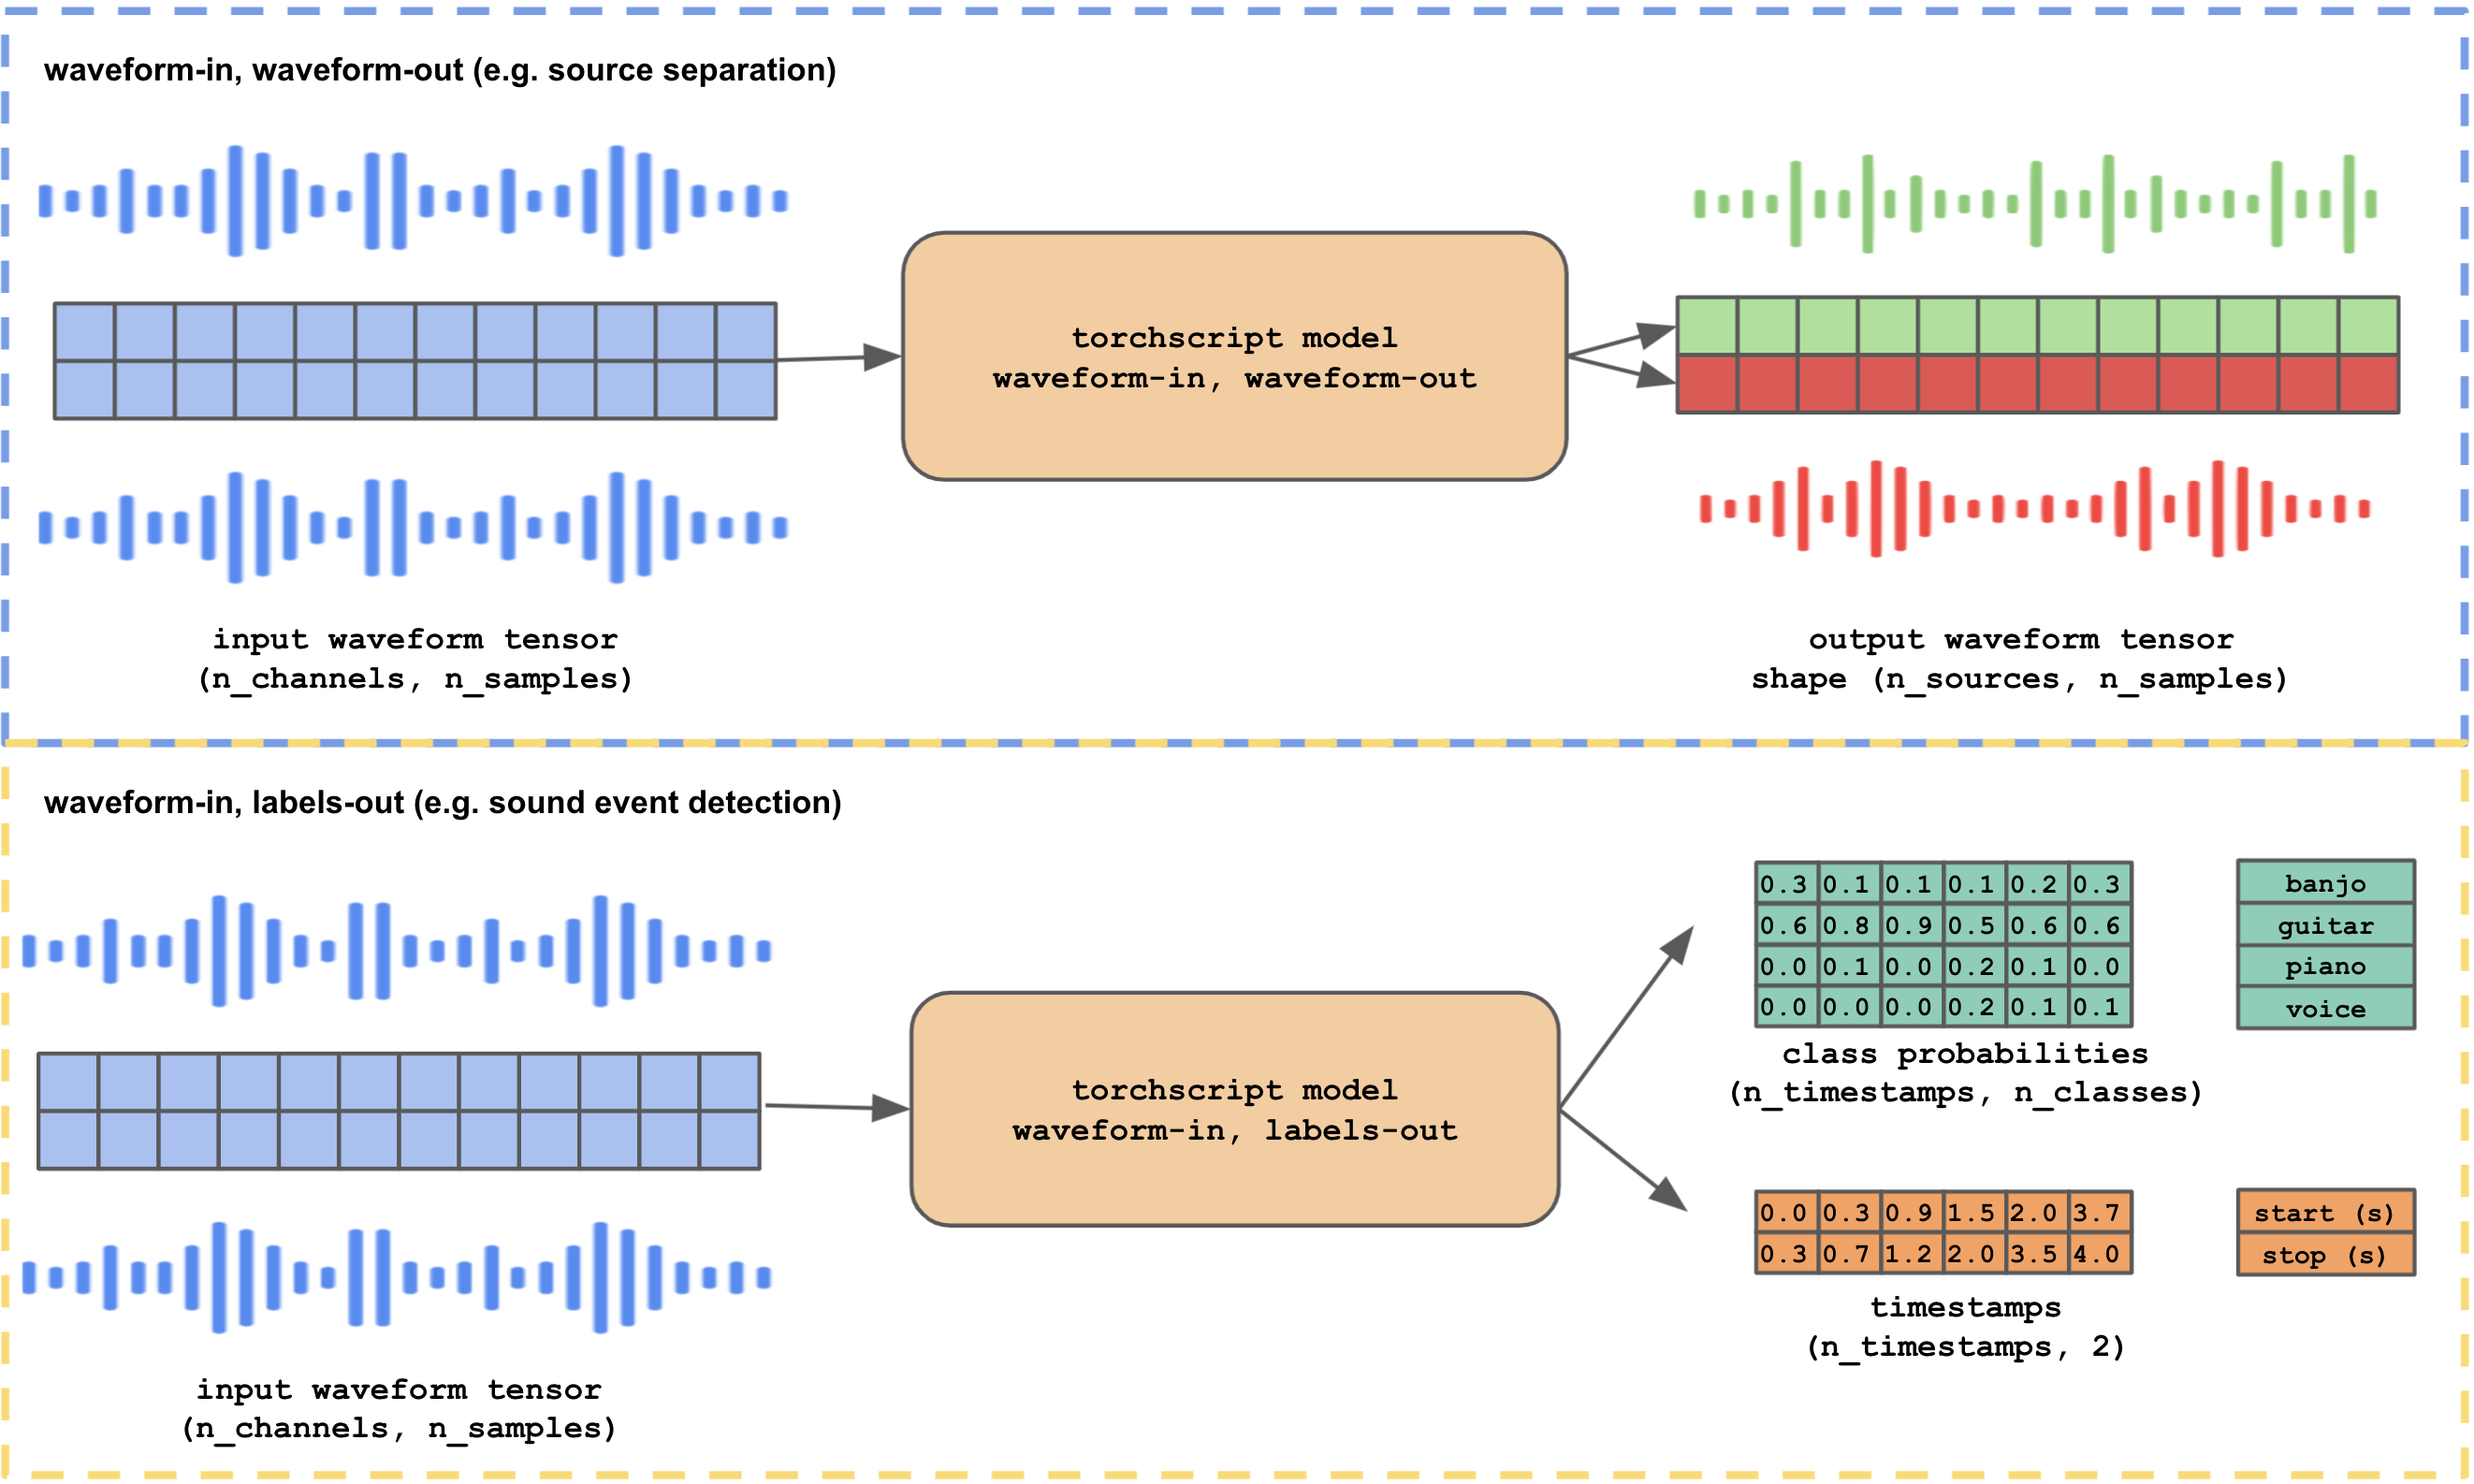 waveform-in, waveform-out (e.g. source separation)
torchscript model
waveform-in, waveform-out
input waveform tensor
(n_channels, n_samples)
output waveform tensor
shape (n_sources, n_samples)
waveform-in, labels-out (e.g. sound event detection)
torchscript model
waveform-in, labels-out
input waveform tensor
(n_channels, n_samples)
0.3 0.1 0.1 0.1 0.2 0.3 banjo
0.6 0.8 0.9 0.5 0.6 0.6 guitar
0.0 0.1 0.0 0.2 0.1 0.0 piano
0.0 0.0 0.0 0.2 0.1 0.1 voice
class probabilities
(n_timestamps, n_classes)
0.0 0.3 0.9 1.5 2.0 3.7 start (s)
0.3 0.7 1.2 2.0 3.5 4.0 stop (s)
timestamps
(n_timestamps, 2)